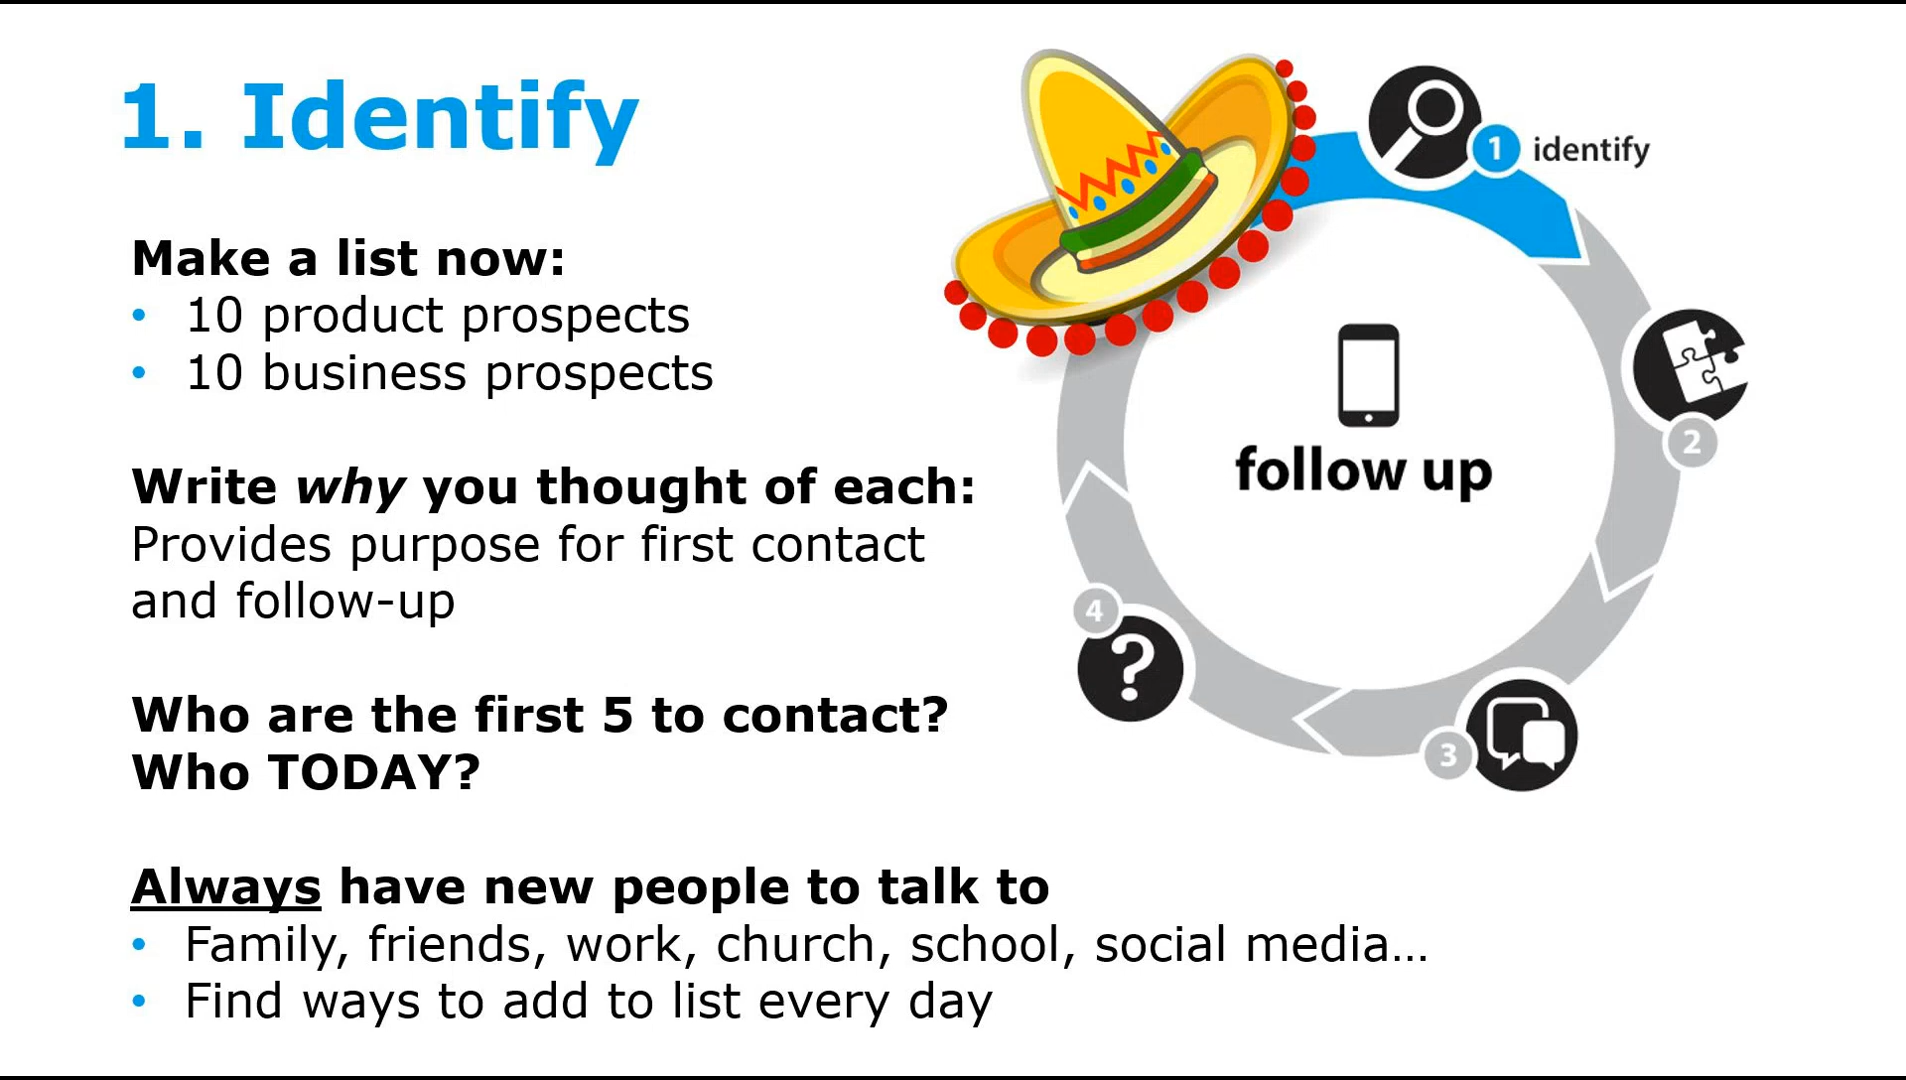 1. Identify
Make a list now:
• 10 product prospects
• 10 business prospects
Write why you thought of each:
Provides purpose for first contact
and follow-up
Who are the first 5 to contact?
Who TODAY?
Always have new people to talk to
• Family, friends, work, church, school, social media…
• Find ways to add to list every day
1 identify
2
3
4
?
follow up